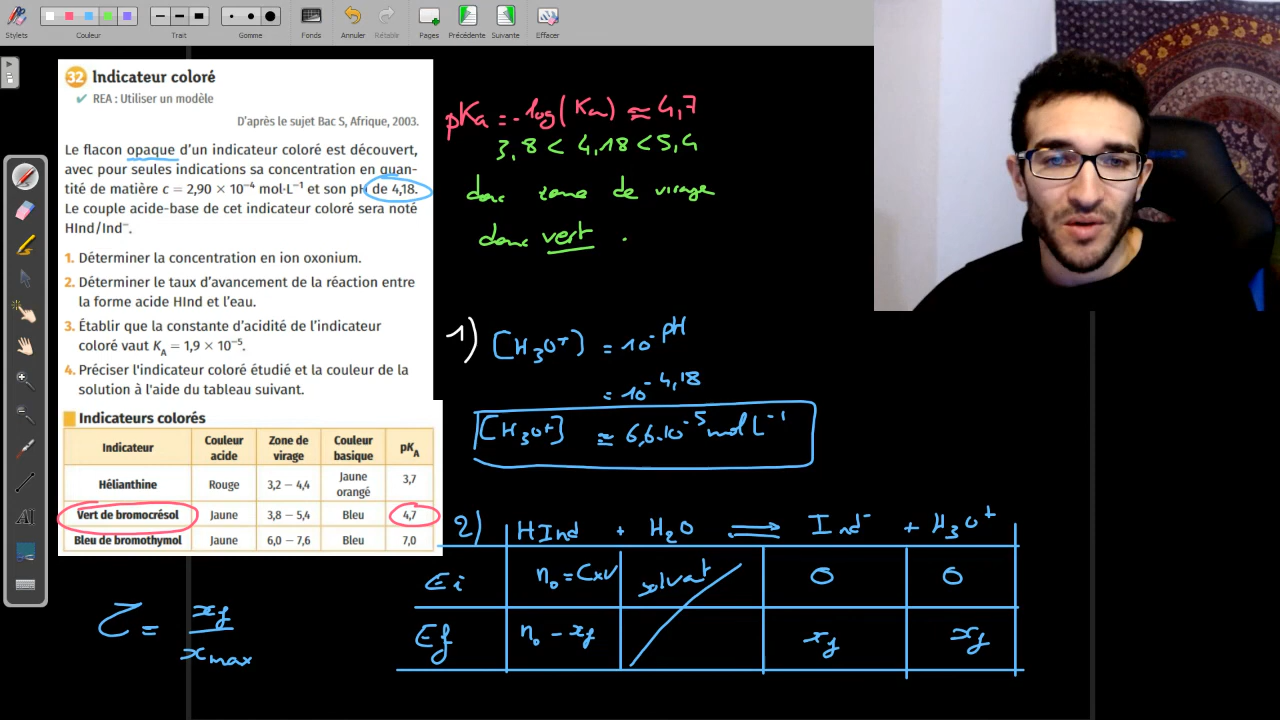 Stylets
Couleur
Trait
Gomme
Fonds
Annuler
Rétablir
Pages
Précédente
Suivante
Effacer
32 Indicateur coloré
✔ REA : Utiliser un modèle
D'après le sujet Bac S, Afrique, 2003.
Le flacon opaque d'un indicateur coloré est découvert,
avec pour seules indications sa concentration en quan-
tité de matière c = 2,90 × 10⁻⁴ mol·L⁻¹ et son pH de 4,18.
Le couple acide-base de cet indicateur coloré sera noté
HInd/Ind⁻.
1. Déterminer la concentration en ion oxonium.
2. Déterminer le taux d'avancement de la réaction entre
la forme acide HInd et l'eau.
3. Établir que la constante d'acidité de l'indicateur
coloré vaut K_A = 1,9 × 10⁻⁵.
4. Préciser l'indicateur coloré étudié et la couleur de la
solution à l'aide du tableau suivant.
Indicateurs colorés
Indicateur Couleur acide Zone de virage Couleur basique pK_A
Hélianthine Rouge 3,2 – 4,4 Jaune orangé 3,7
Vert de bromocrésol Jaune 3,8 – 5,4 Bleu 4,7
Bleu de bromothymol Jaune 6,0 – 7,6 Bleu 7,0
pKa = -log(Ka) ≃ 4,7
3,8 < 4,18 < 5,4
donc zone de virage
donc vert .
1) [H₃O⁺] = 10^-pH
= 10^-4,18
[H₃O⁺] ≃ 6,6.10⁻⁵ mol L⁻¹
2) HInd + H₂O ⇌ Ind⁻ + H₃O⁺
Ei n₀ = C×V solvant 0 0
Ef n₀ - xf xf xf
τ = xf / xmax